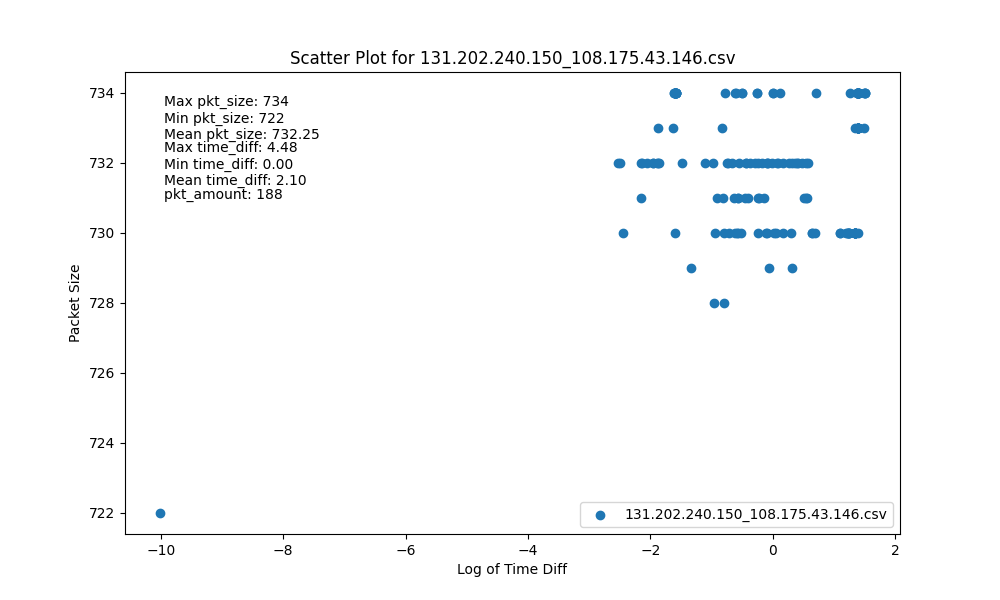 Scatter Plot for 131.202.240.150_108.175.43.146.csv
Max pkt_size: 734
Min pkt_size: 722
Mean pkt_size: 732.25
Max time_diff: 4.48
Min time_diff: 0.00
Mean time_diff: 2.10
pkt_amount: 188
Packet Size
734
732
730
728
726
724
722
131.202.240.150_108.175.43.146.csv
−10 −8 −6 −4 −2 0 2
Log of Time Diff